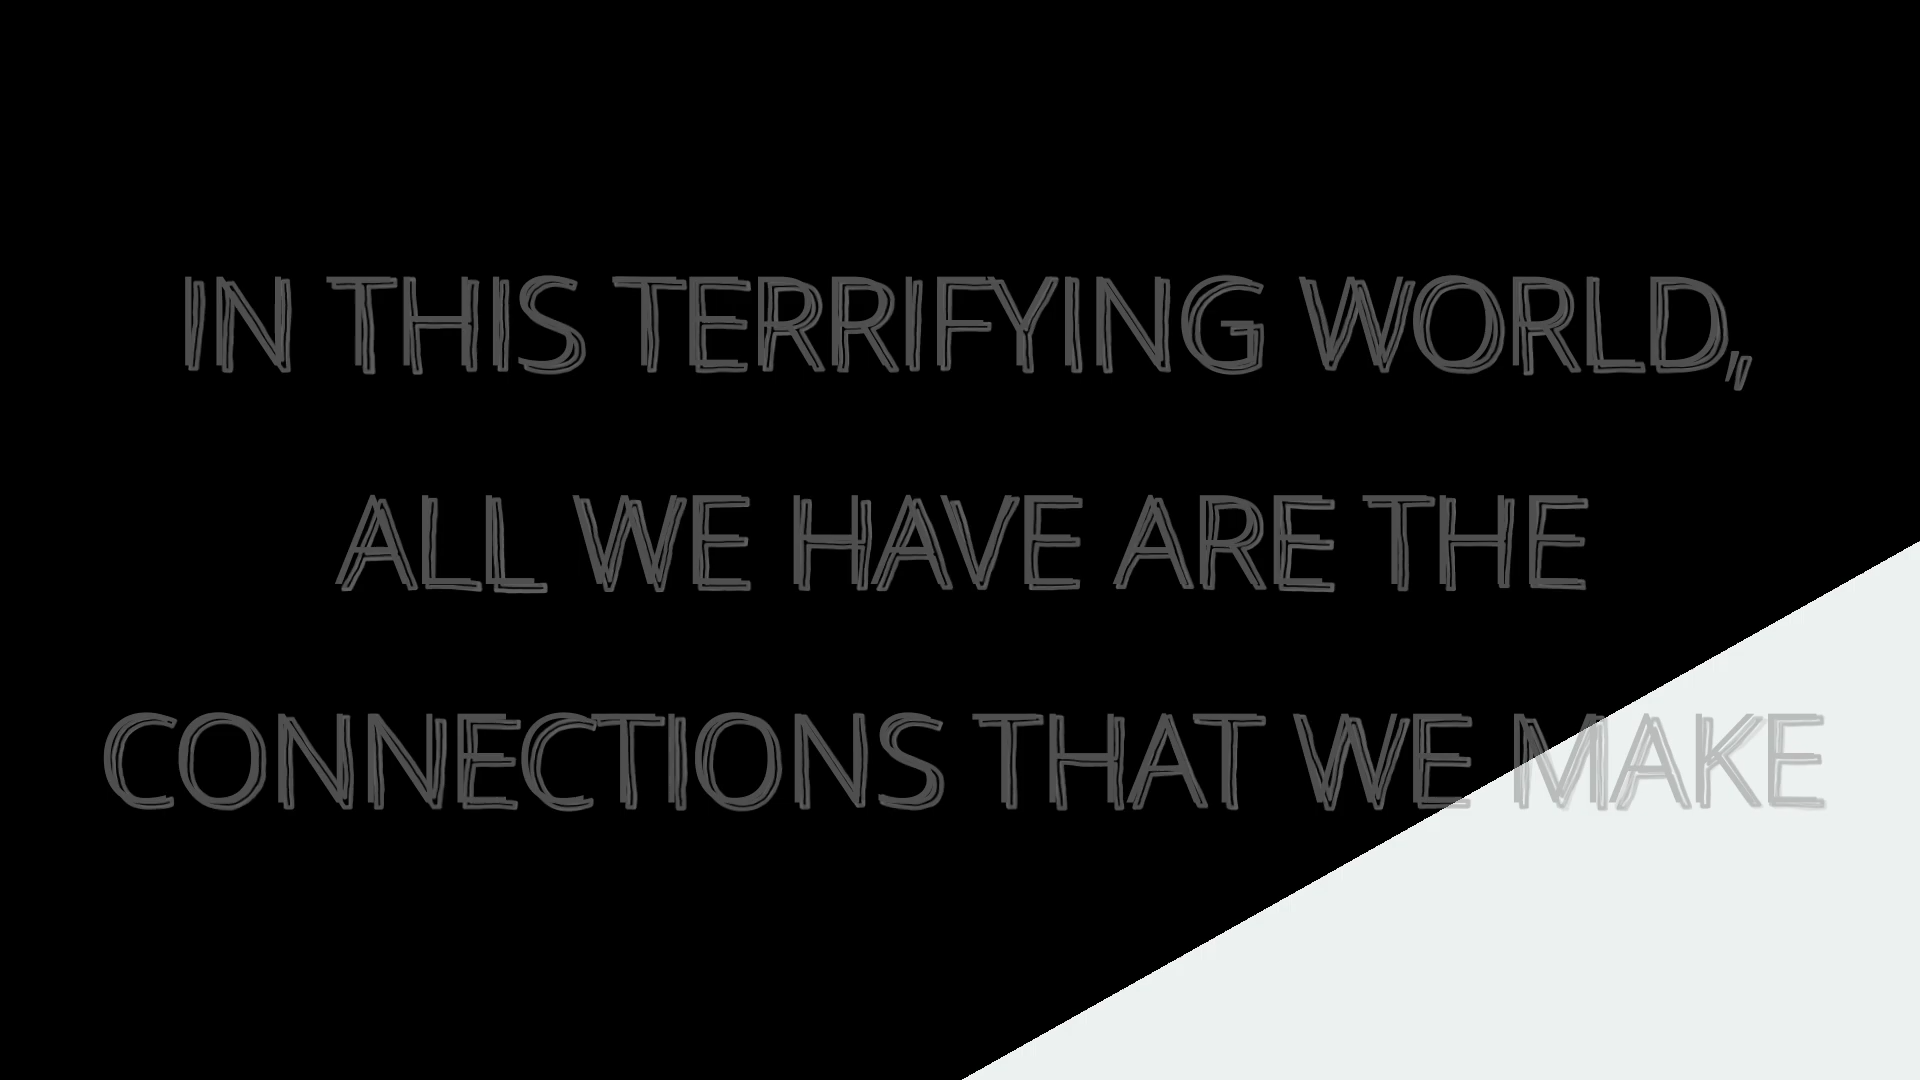 IN THIS TERRIFYING WORLD,
ALL WE HAVE ARE THE
CONNECTIONS THAT WE MAKE